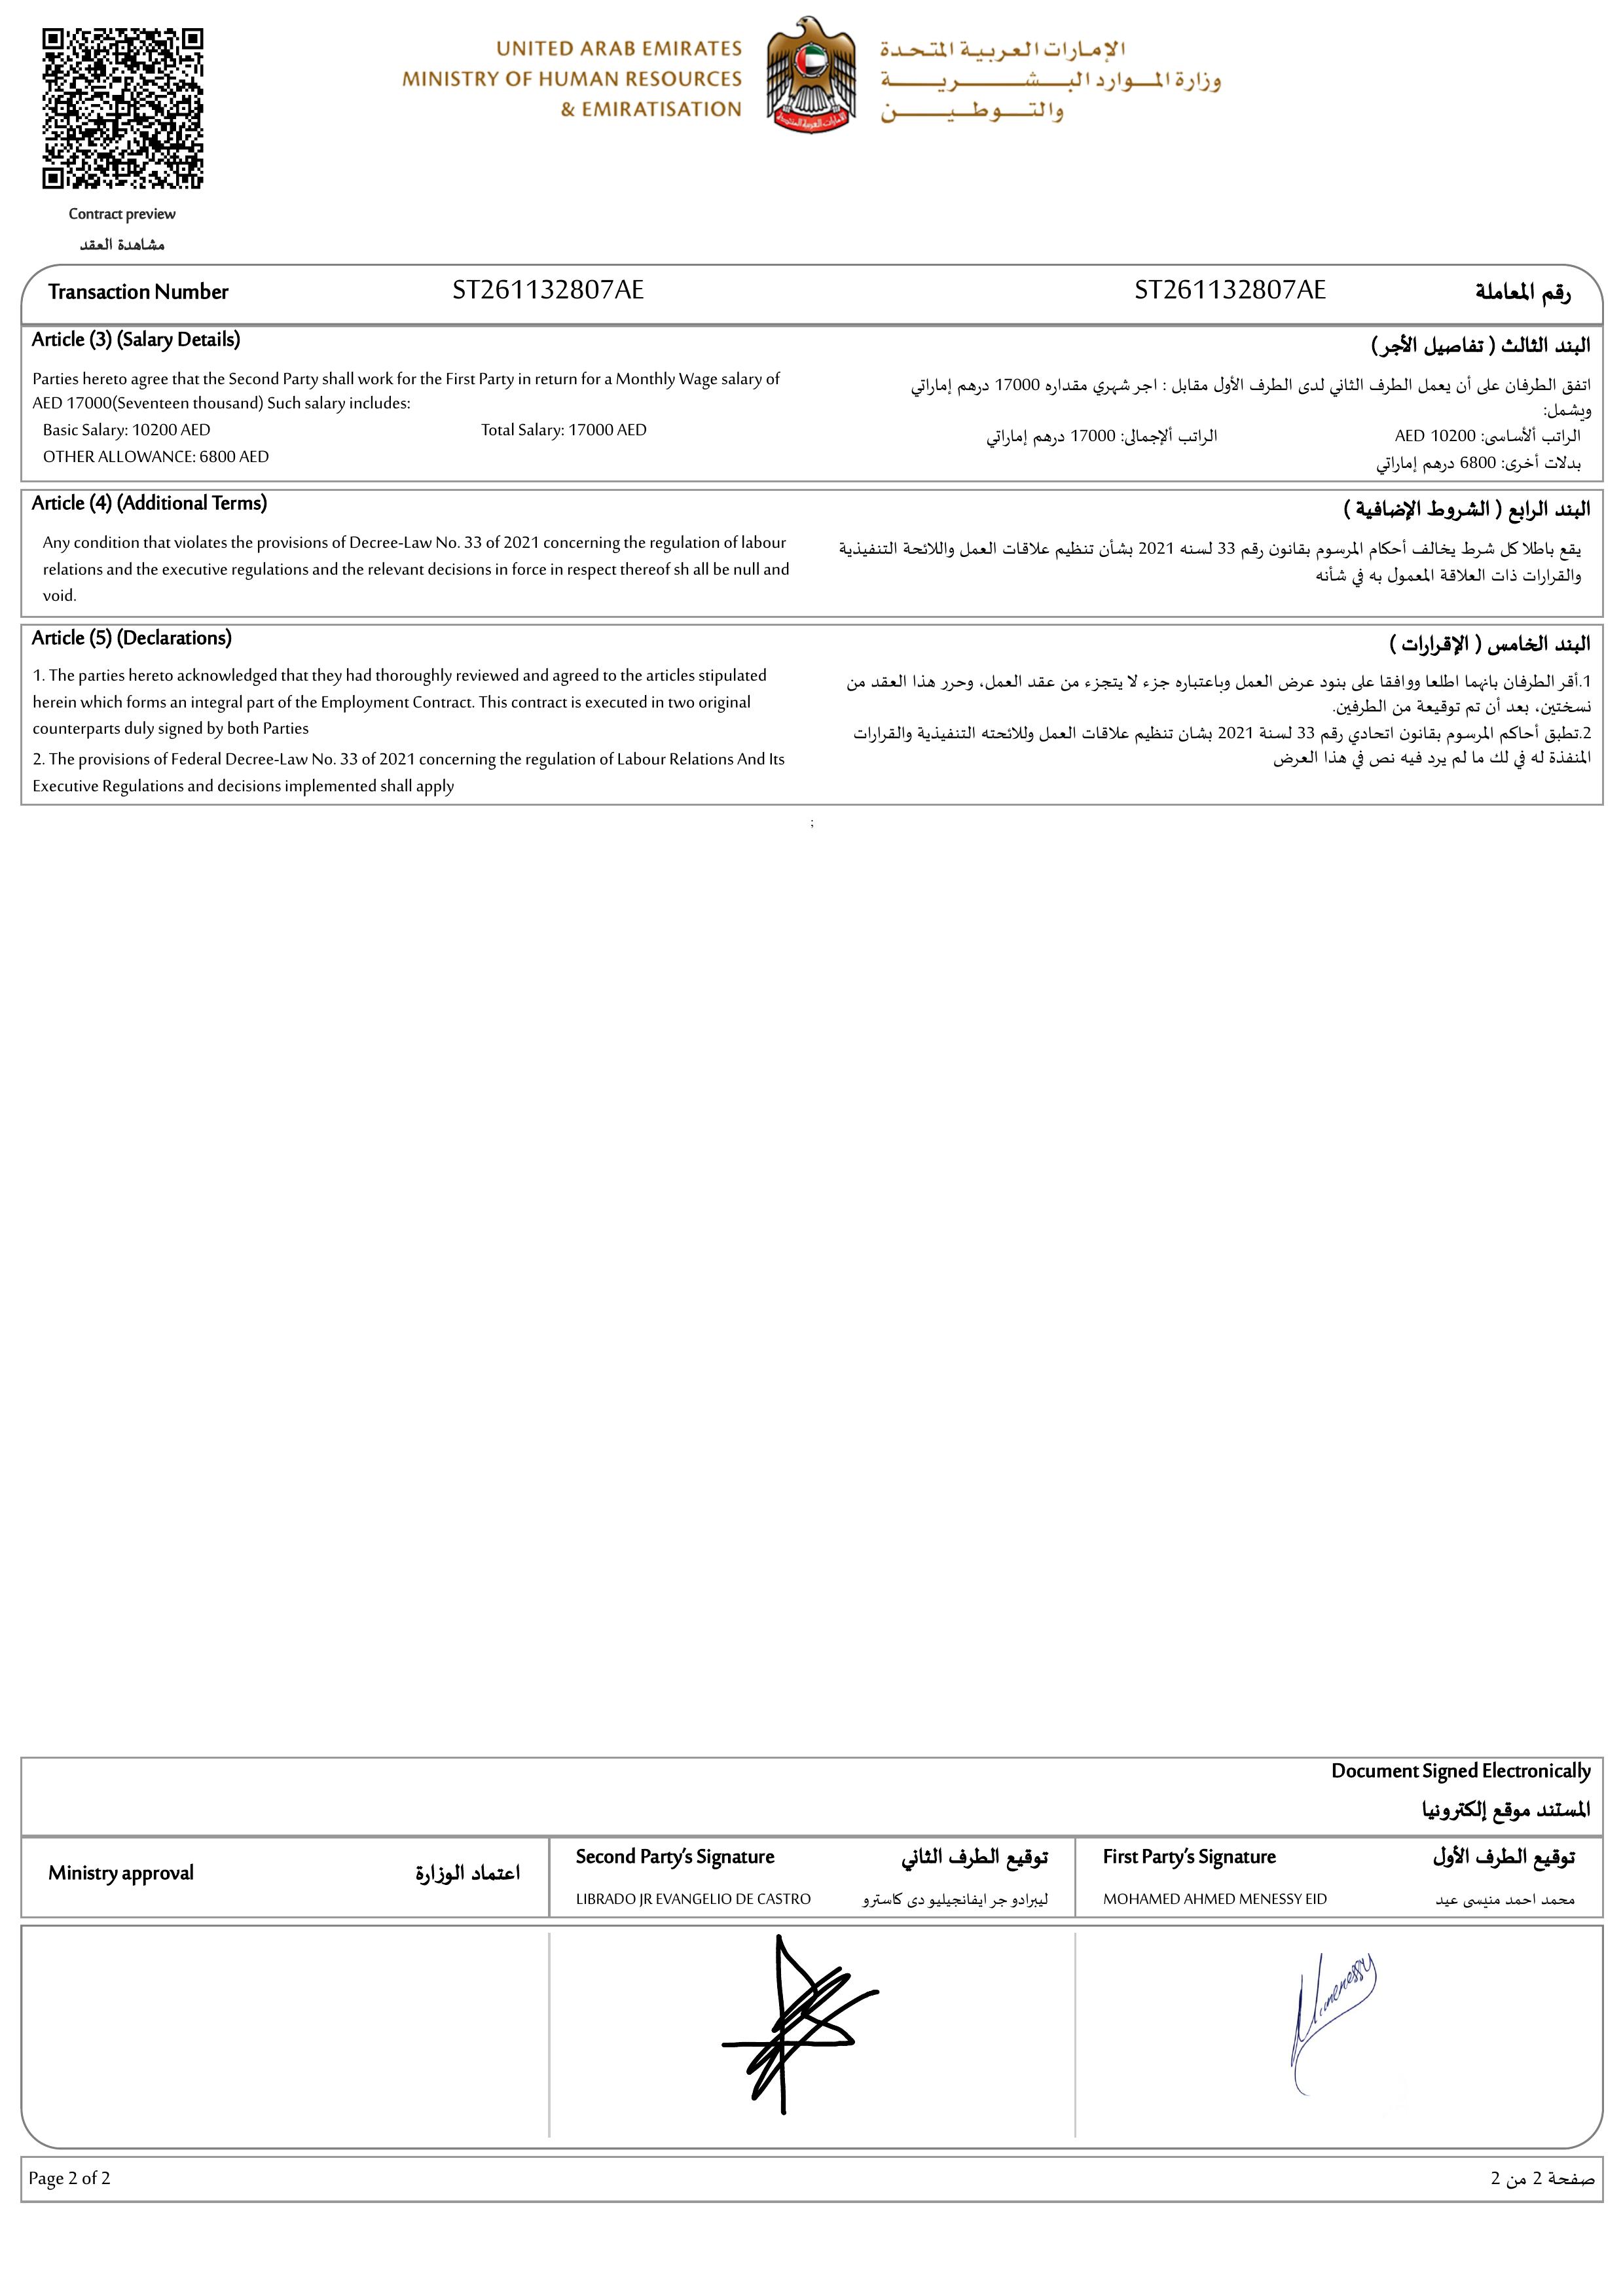 UNITED ARAB EMIRATES
MINISTRY OF HUMAN RESOURCES
& EMIRATISATION
الإمارات العربية المتحدة
وزارة الموارد البشرية
والتوطين
الإمارات العربية المتحدة
Contract preview
مشاهدة العقد
Transaction Number ST261132807AE
ST261132807AE رقم المعاملة
Article (3) (Salary Details)
Parties hereto agree that the Second Party shall work for the First Party in return for a Monthly Wage salary of
AED 17000(Seventeen thousand) Such salary includes:
Basic Salary: 10200 AED Total Salary: 17000 AED
OTHER ALLOWANCE: 6800 AED
البند الثالث ( تفاصيل الأجر )
اتفق الطرفان على أن يعمل الطرف الثاني لدى الطرف الأول مقابل : اجر شهري مقداره 17000 درهم إماراتي
ويشمل:
الراتب ألأساسى: 10200 AED الراتب ألإجمالى: 17000 درهم إماراتي
بدلات أخرى: 6800 درهم إماراتي
Article (4) (Additional Terms)
Any condition that violates the provisions of Decree-Law No. 33 of 2021 concerning the regulation of labour
relations and the executive regulations and the relevant decisions in force in respect thereof sh all be null and
void.
البند الرابع ( الشروط الإضافية )
يقع باطلا كل شرط يخالف أحكام المرسوم بقانون رقم 33 لسنه 2021 بشأن تنظيم علاقات العمل واللائحة التنفيذية
والقرارات ذات العلاقة المعمول به في شأنه
Article (5) (Declarations)
1. The parties hereto acknowledged that they had thoroughly reviewed and agreed to the articles stipulated
herein which forms an integral part of the Employment Contract. This contract is executed in two original
counterparts duly signed by both Parties
2. The provisions of Federal Decree-Law No. 33 of 2021 concerning the regulation of Labour Relations And Its
Executive Regulations and decisions implemented shall apply
البند الخامس ( الإقرارات )
1.أقر الطرفان بانهما اطلعا ووافقا على بنود عرض العمل وباعتباره جزء لا يتجزء من عقد العمل، وحرر هذا العقد من
نسختين، بعد أن تم توقيعة من الطرفين.
2.تطبق أحاكم المرسوم بقانون اتحادي رقم 33 لسنة 2021 بشان تنظيم علاقات العمل وللائحته التنفيذية والقرارات
المنفذة له في لك ما لم يرد فيه نص في هذا العرض
;
Document Signed Electronically
المستند موقع إلكترونيا
Ministry approval اعتماد الوزارة
Second Party's Signature توقيع الطرف الثاني
LIBRADO JR EVANGELIO DE CASTRO ليبرادو جر ايفانجيليو دى كاسترو
First Party's Signature توقيع الطرف الأول
MOHAMED AHMED MENESSY EID محمد احمد منيسى عيد
Menessy
Page 2 of 2 صفحة 2 من 2